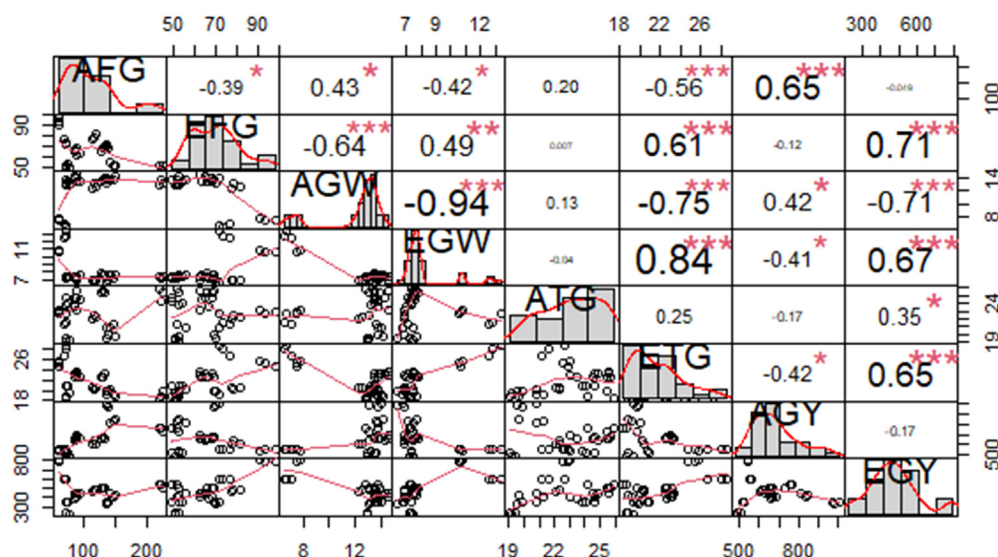 50 70 90 7 9 12 18 22 26 300 600
AFG -0.39 * 0.43 * -0.42 * 0.20 -0.56 *** 0.65 *** -0.019 100
90 50 EFG -0.64 *** 0.49 ** 0.007 0.61 *** -0.12 0.71 ***
AGW -0.94 *** 0.13 -0.75 *** 0.42 * -0.71 *** 8 14
11 7 EGW -0.04 0.84 *** -0.41 * 0.67 ***
ATG 0.25 -0.17 0.35 * 19 24
26 18 ETG -0.42 * 0.65 ***
AGY -0.17 500
800 300 EGY
100 200 8 12 19 22 25 500 800